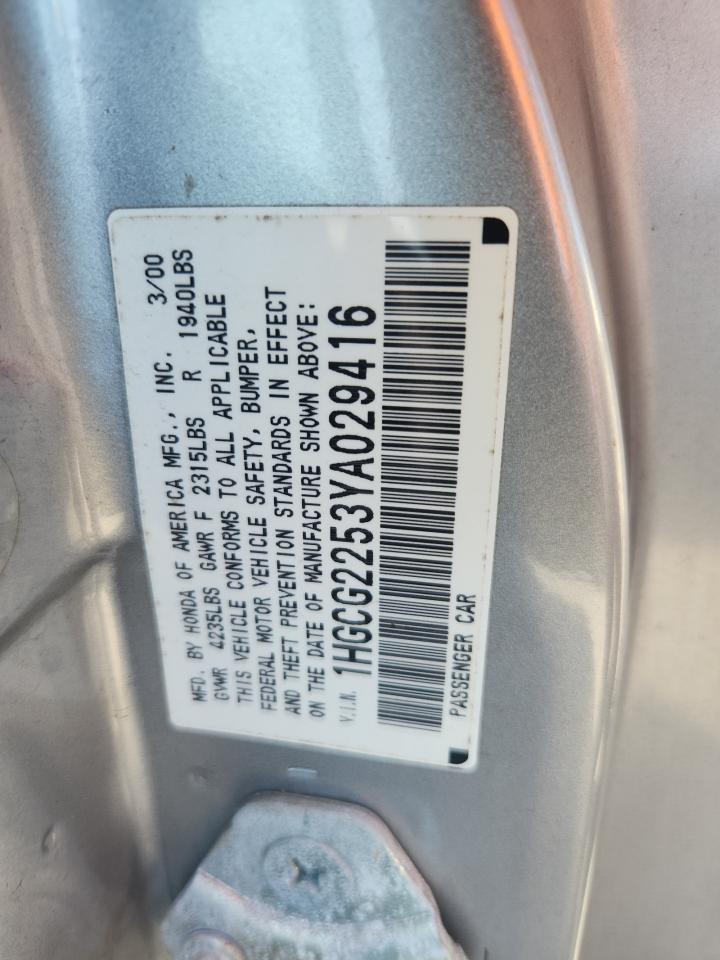 MFD. BY HONDA OF AMERICA MFG., INC. 3/00
GVWR 4235LBS GAWR F 2315LBS R 1940LBS
THIS VEHICLE CONFORMS TO ALL APPLICABLE
FEDERAL MOTOR VEHICLE SAFETY, BUMPER,
AND THEFT PREVENTION STANDARDS IN EFFECT
ON THE DATE OF MANUFACTURE SHOWN ABOVE:
V.I.N. 1HGCG2253YA029416
PASSENGER CAR